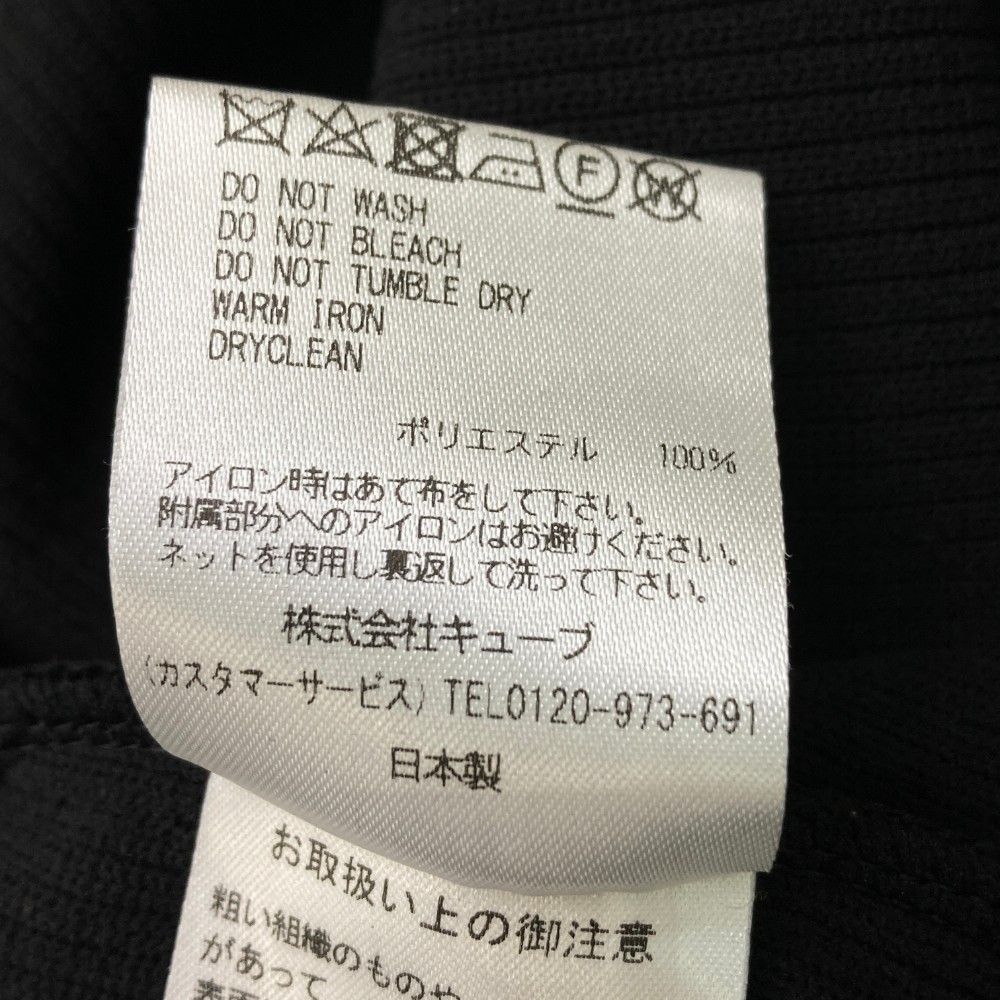 F W
DO NOT WASH
DO NOT BLEACH
DO NOT TUMBLE DRY
WARM IRON
DRYCLEAN
ポリエステル 100%
アイロン時はあて布をして下さい。
附属部分へのアイロンはお避けください。
ネットを使用し裏返して洗って下さい。
株式会社キューブ
(カスタマーサービス) TEL0120-973-691
日本製
お取扱い上の御注意
粗い組織のものや
があって
表面